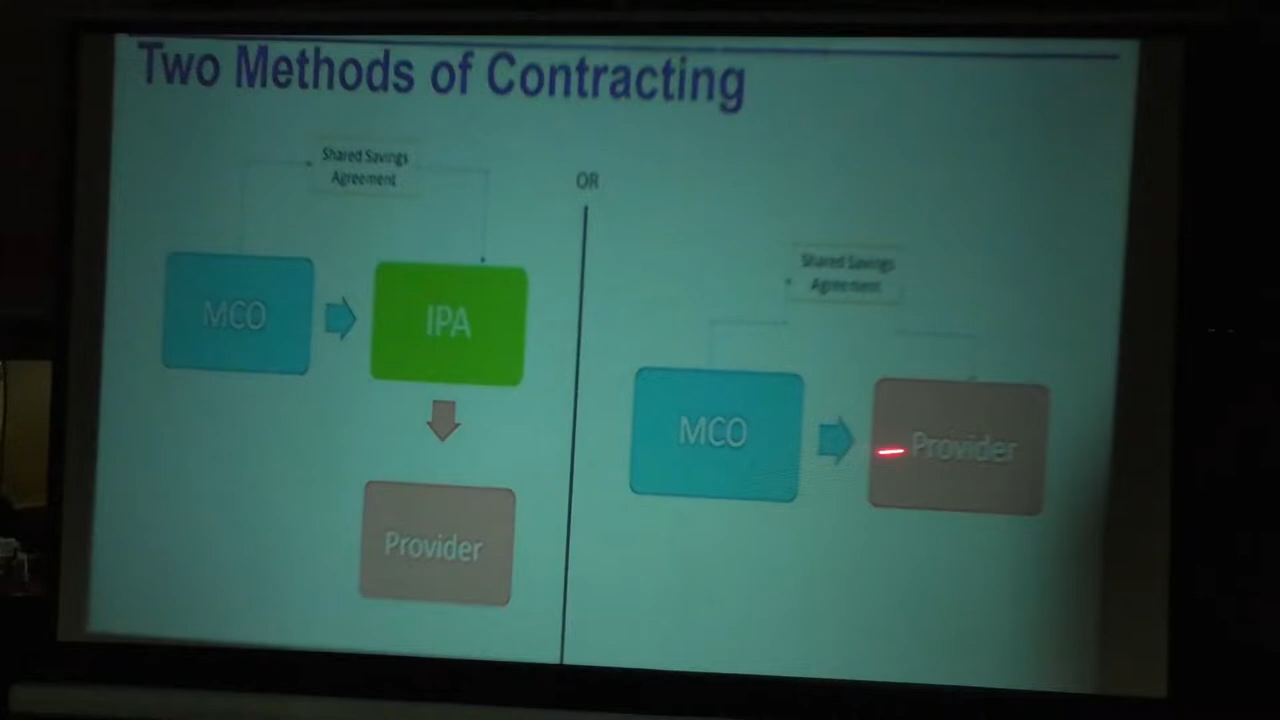 Two Methods of Contracting
Shared Savings
Agreement
MCO
IPA
Provider
OR
Shared Savings
Agreement
MCO
Provider